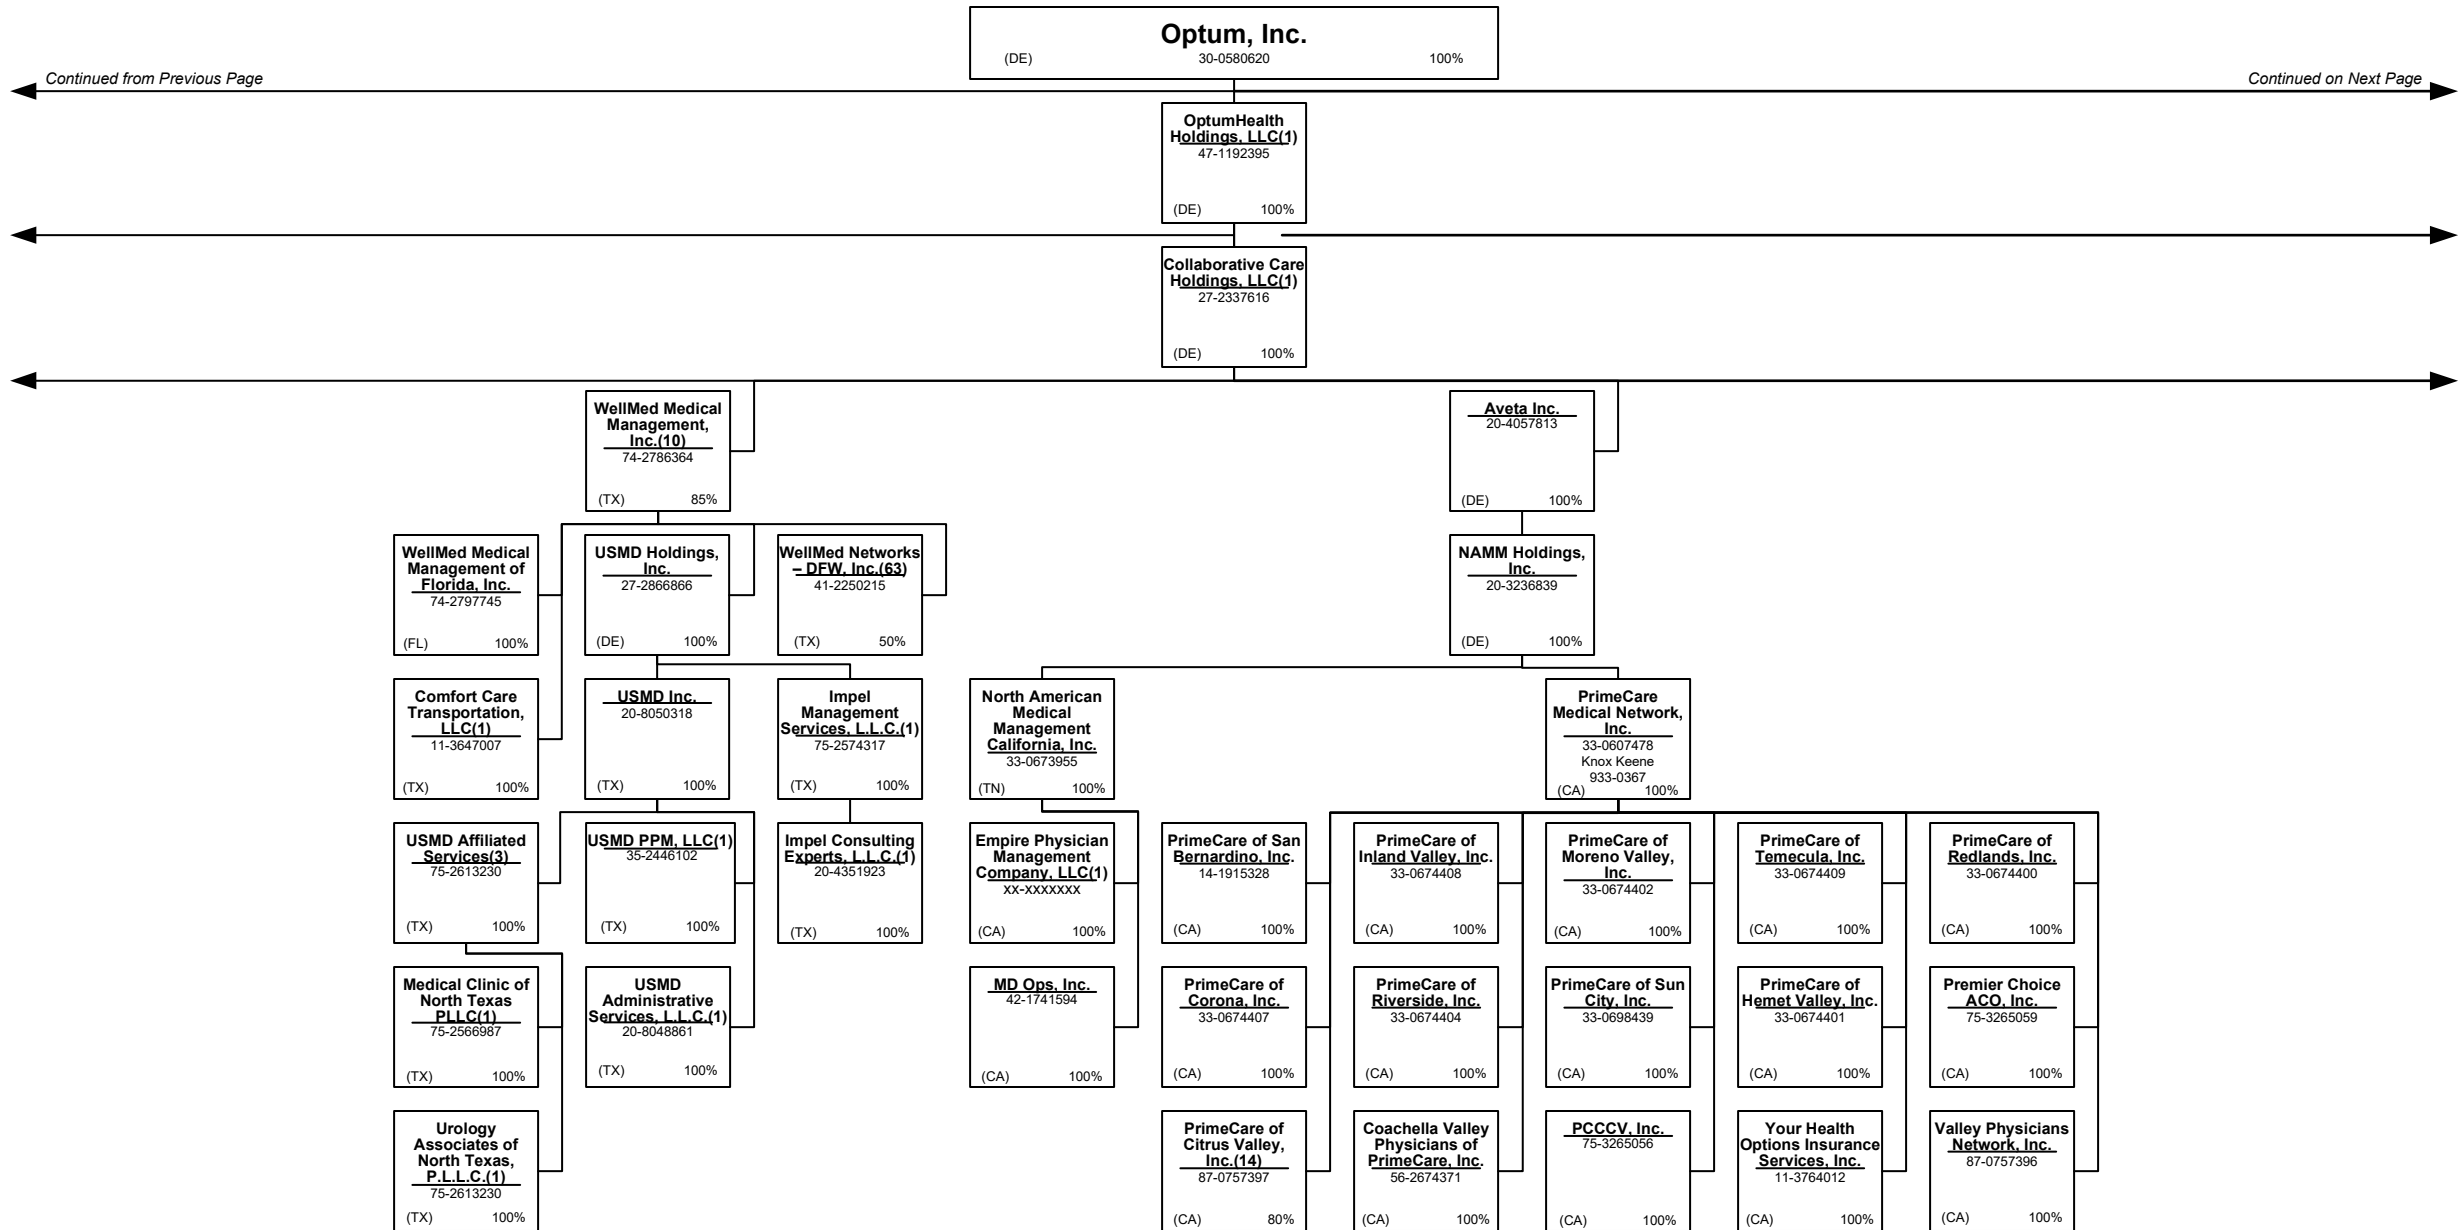 Optum, Inc.
(DE) 30-0580620 100%
Continued from Previous Page
Continued on Next Page
OptumHealth
Holdings, LLC(1)
47-1192395
(DE) 100%
Collaborative Care
Holdings, LLC(1)
27-2337616
(DE) 100%
WellMed Medical
Management,
Inc.(10)
74-2786364
(TX) 85%
Aveta Inc.
20-4057813
(DE) 100%
WellMed Medical
Management of
Florida, Inc.
74-2797745
(FL) 100%
USMD Holdings,
Inc.
27-2866866
(DE) 100%
WellMed Networks
– DFW, Inc.(63)
41-2250215
(TX) 50%
NAMM Holdings,
Inc.
20-3236839
(DE) 100%
Comfort Care
Transportation,
LLC(1)
11-3647007
(TX) 100%
USMD Inc.
20-8050318
(TX) 100%
Impel
Management
Services, L.L.C.(1)
75-2574317
(TX) 100%
North American
Medical
Management
California, Inc.
33-0673955
(TN) 100%
PrimeCare
Medical Network,
Inc.
33-0607478
Knox Keene
933-0367
(CA) 100%
USMD Affiliated
Services(3)
75-2613230
(TX) 100%
USMD PPM, LLC(1)
35-2446102
(TX) 100%
Impel Consulting
Experts, L.L.C.(1)
20-4351923
(TX) 100%
Empire Physician
Management
Company, LLC(1)
xx-xxxxxxx
(CA) 100%
PrimeCare of San
Bernardino, Inc.
14-1915328
(CA) 100%
PrimeCare of
Inland Valley, Inc.
33-0674408
(CA) 100%
PrimeCare of
Moreno Valley,
Inc.
33-0674402
(CA) 100%
PrimeCare of
Temecula, Inc.
33-0674409
(CA) 100%
PrimeCare of
Redlands, Inc.
33-0674400
(CA) 100%
Medical Clinic of
North Texas
PLLC(1)
75-2566987
(TX) 100%
USMD
Administrative
Services, L.L.C.(1)
20-8048861
(TX) 100%
MD Ops, Inc.
42-1741594
(CA) 100%
PrimeCare of
Corona, Inc.
33-0674407
(CA) 100%
PrimeCare of
Riverside, Inc.
33-0674404
(CA) 100%
PrimeCare of Sun
City, Inc.
33-0698439
(CA) 100%
PrimeCare of
Hemet Valley, Inc.
33-0674401
(CA) 100%
Premier Choice
ACO, Inc.
75-3265059
(CA) 100%
Urology
Associates of
North Texas,
P.L.L.C.(1)
75-2613230
(TX) 100%
PrimeCare of
Citrus Valley,
Inc.(14)
87-0757397
(CA) 80%
Coachella Valley
Physicians of
PrimeCare, Inc.
56-2674371
(CA) 100%
PCCCV, Inc.
75-3265056
(CA) 100%
Your Health
Options Insurance
Services, Inc.
11-3764012
(CA) 100%
Valley Physicians
Network, Inc.
87-0757396
(CA) 100%